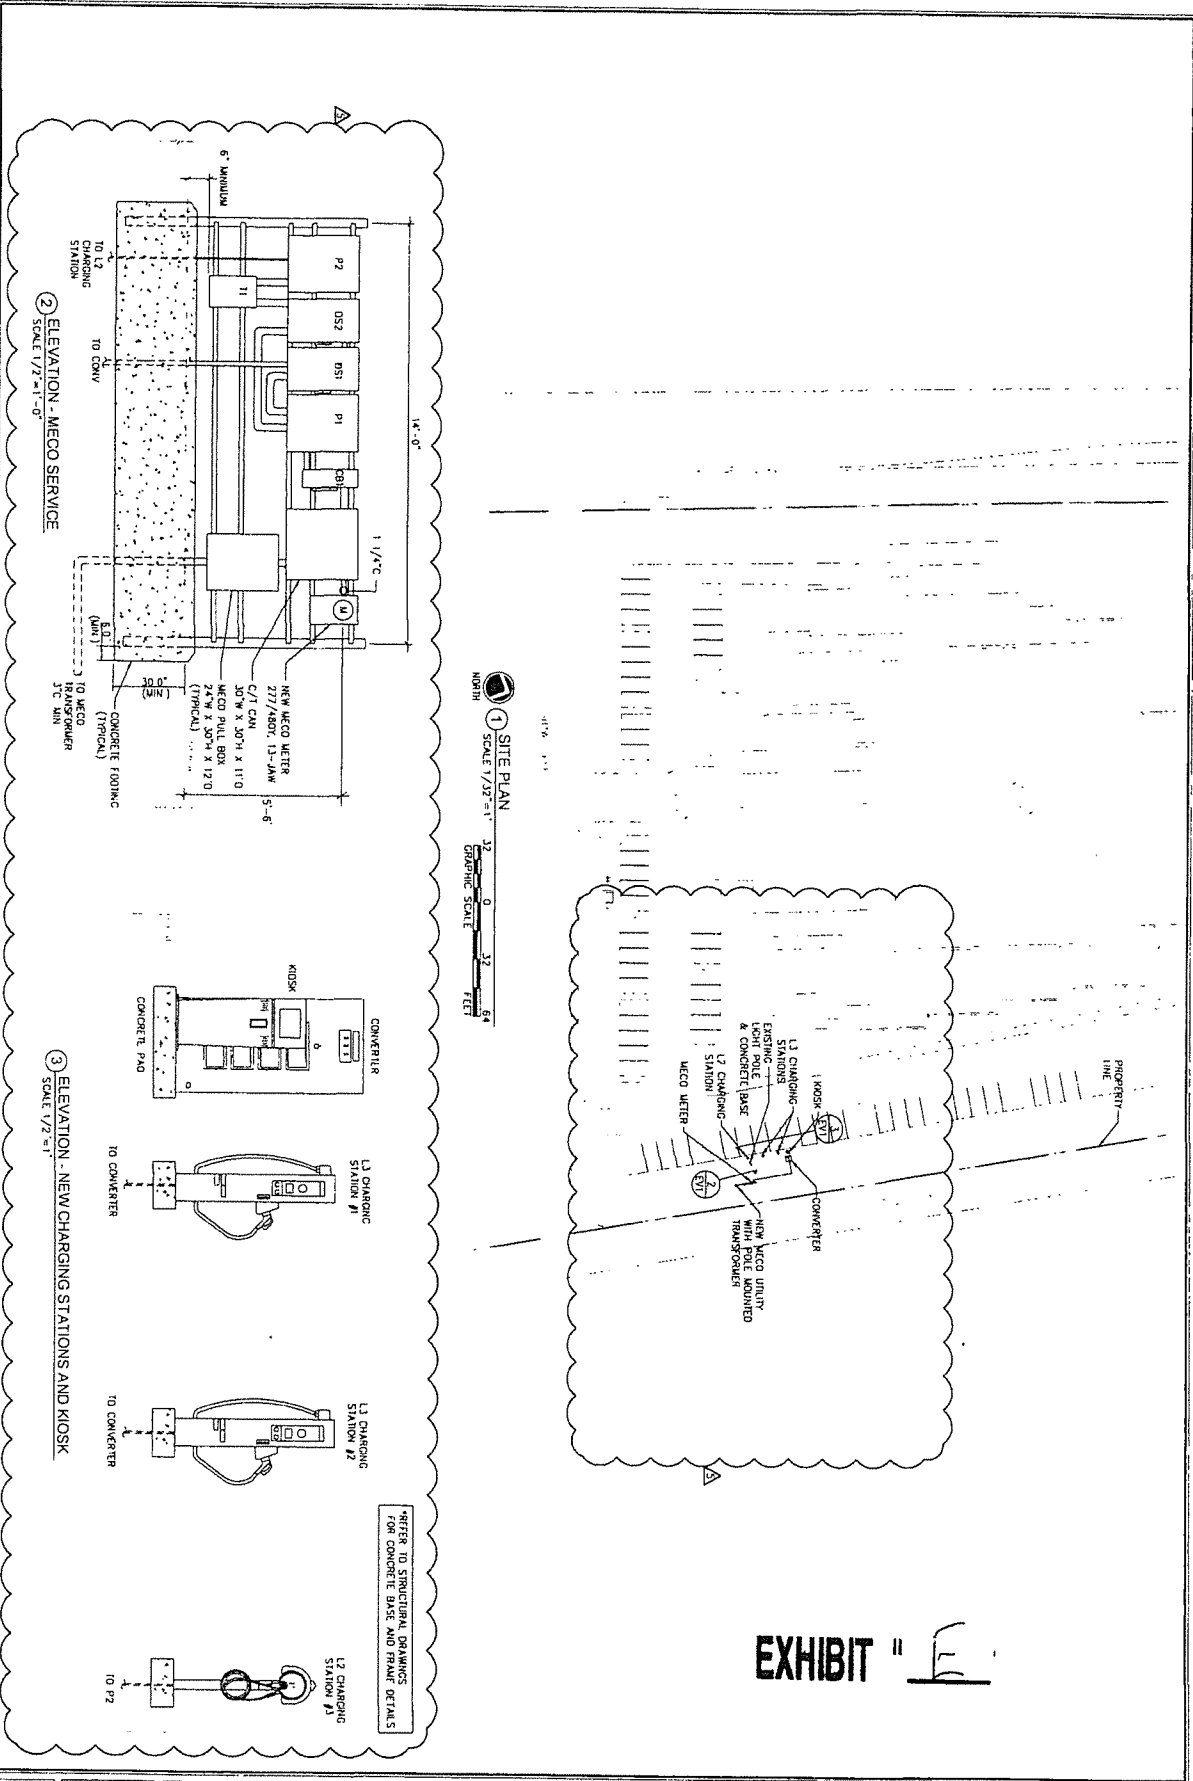 PROPERTY
LINE
KIOSK
L3 CHARGING
STATIONS
EXISTING
LIGHT POLE
& CONCRETE BASE
L2 CHARGING
STATION
MECO METER
CONVERTER
NEW MECO UTILITY
WITH POLE MOUNTED
TRANSFORMER
3
EV1
2
EV1
5
NORTH
1 SITE PLAN
SCALE 1/32"=1'
32 0 32 64
GRAPHIC SCALE FEET
5
14'-0"
1 1/4"C
6" MINIMUM
P2
DS2
DS1
P1
CB1
M
T1
NEW MECO METER
277/480Y, 13-JAW
C/T CAN
30"W X 30"H X 11"D
MECO PULL BOX
24"W X 30"H X 12"D
(TYPICAL)
5'-6"
30.0"
(MIN)
6.0"
(MIN)
CONCRETE FOOTING
(TYPICAL)
TO MECO
TRANSFORMER
3"C MIN
TO L2
CHARGING
STATION
TO CONV
2 ELEVATION - MECO SERVICE
SCALE 1/2"=1'-0"
CONVERTER
KIOSK
CONCRETE PAD
L3 CHARGING
STATION #1
TO CONVERTER
L3 CHARGING
STATION #2
TO CONVERTER
L2 CHARGING
STATION #3
TO P2
*REFER TO STRUCTURAL DRAWINGS
FOR CONCRETE BASE AND FRAME DETAILS
3 ELEVATION - NEW CHARGING STATIONS AND KIOSK
SCALE 1/2"=1'
EXHIBIT " E